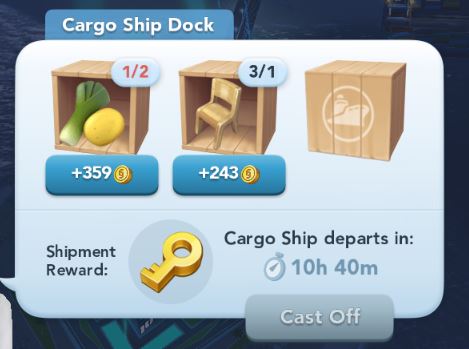 Cargo Ship Dock
1/2
3/1
+359
+243
Shipment
Reward:
Cargo Ship departs in:
10h 40m
Cast Off